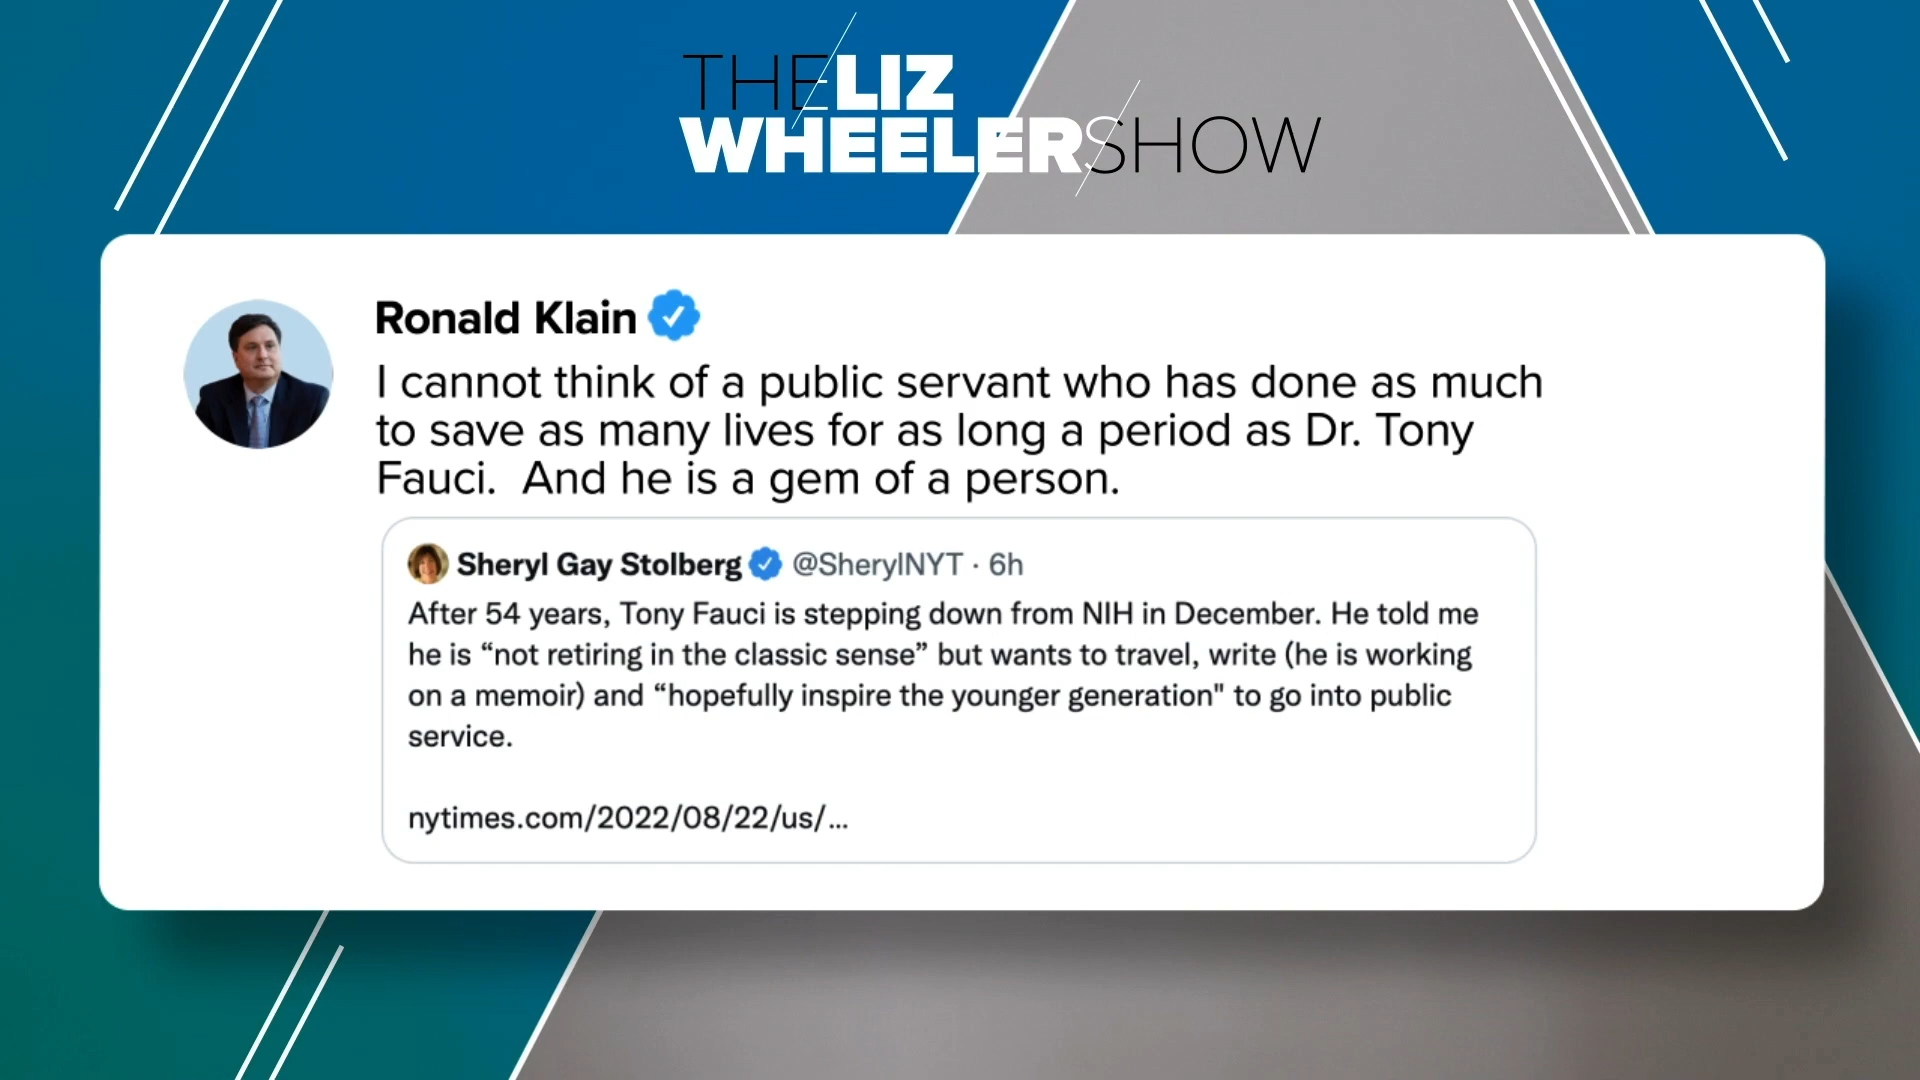 THE LIZ
WHEELER SHOW
Ronald Klain
I cannot think of a public servant who has done as much
to save as many lives for as long a period as Dr. Tony
Fauci.  And he is a gem of a person.
Sheryl Gay Stolberg @SherylNYT · 6h
After 54 years, Tony Fauci is stepping down from NIH in December. He told me
he is “not retiring in the classic sense” but wants to travel, write (he is working
on a memoir) and “hopefully inspire the younger generation" to go into public
service.
nytimes.com/2022/08/22/us/...